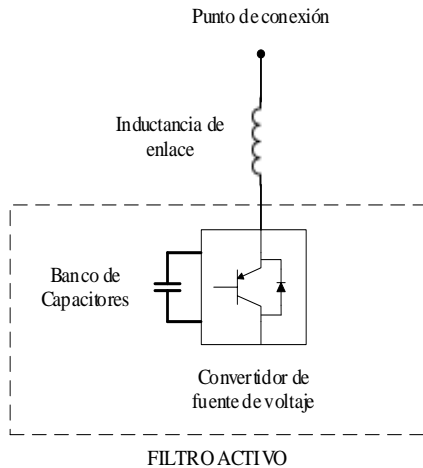 Punto de conexión
Inductancia de
enlace
Banco de
Capacitores
Convertidor de
fuente de voltaje
FILTRO ACTIVO